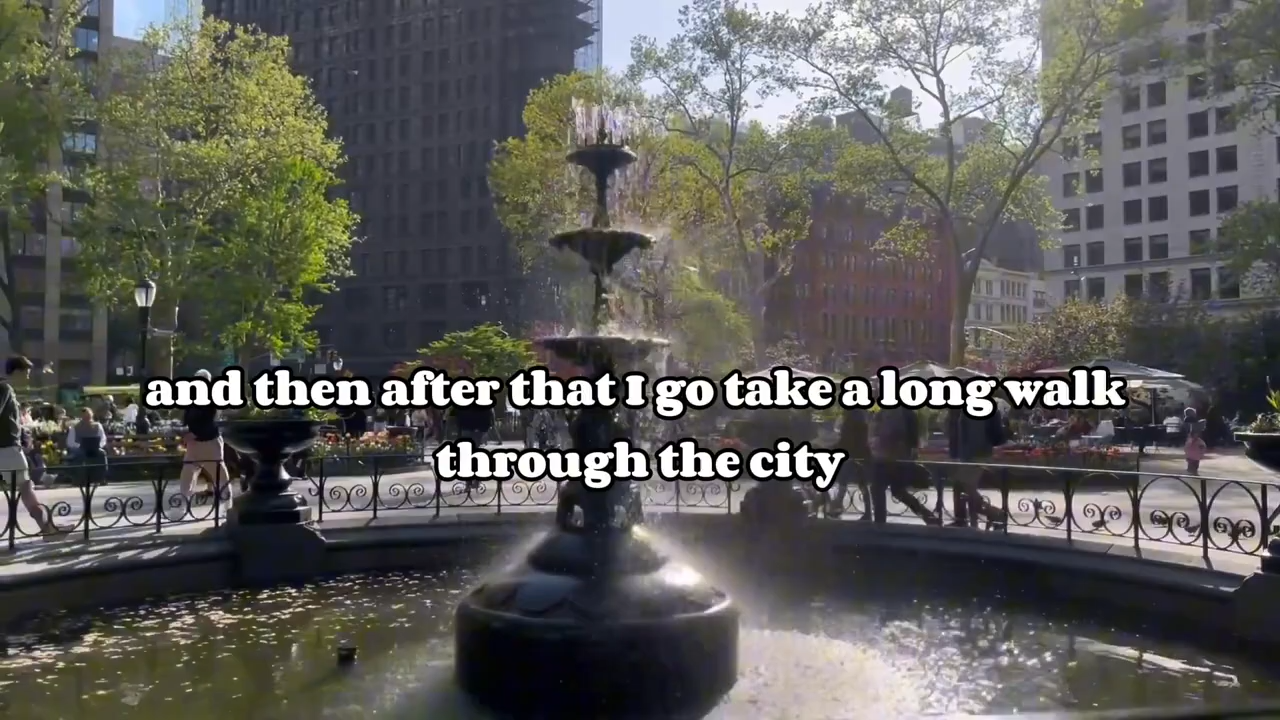 and then after that I go take a long walk
through the city